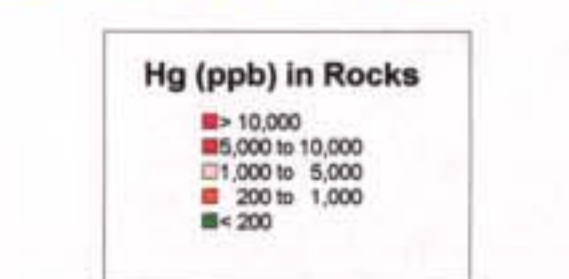 Hg (ppb) in Rocks
> 10,000
5,000 to 10,000
1,000 to 5,000
200 to 1,000
< 200